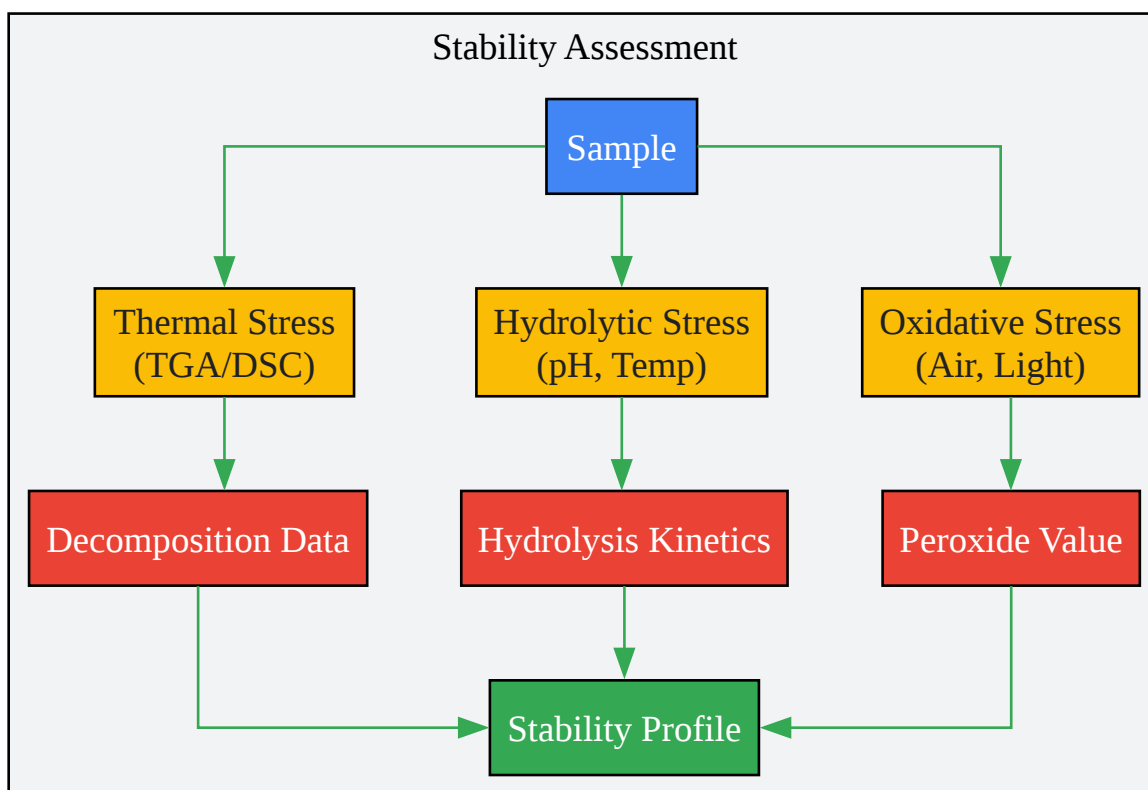 Stability Assessment
Sample
Thermal Stress
(TGA/DSC)
Hydrolytic Stress
(pH, Temp)
Oxidative Stress
(Air, Light)
Decomposition Data
Hydrolysis Kinetics
Peroxide Value
Stability Profile